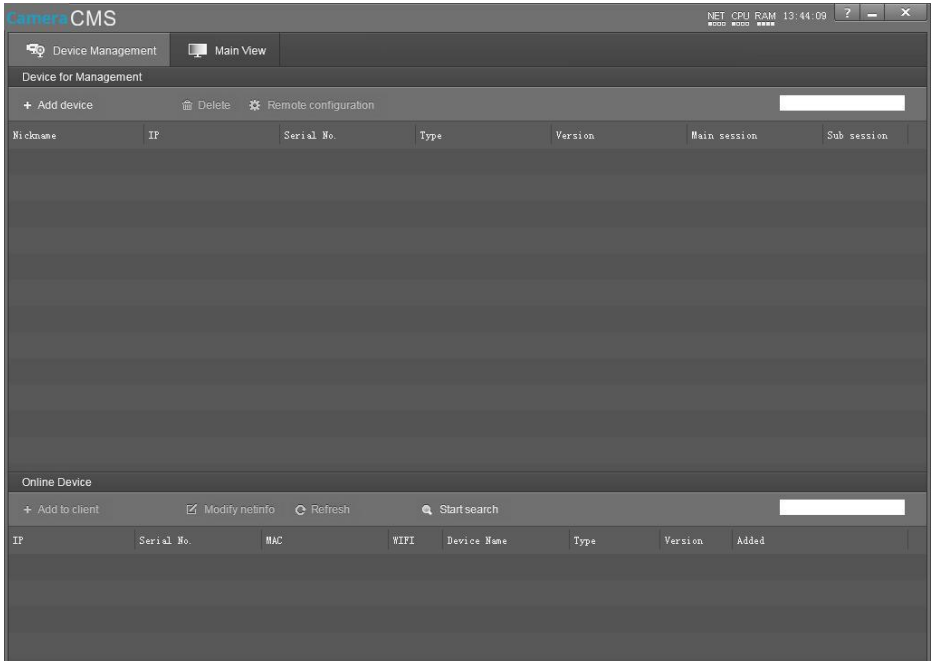 CameraCMS NET CPU RAM 13:44:09 ? – ×
Device Management Main View
Device for Management
+ Add device Delete Remote configuration
Nickname IP Serial No. Type Version Main session Sub session
Online Device
+ Add to client Modify netinfo Refresh Start search
IP Serial No. MAC WIFI Device Name Type Version Added